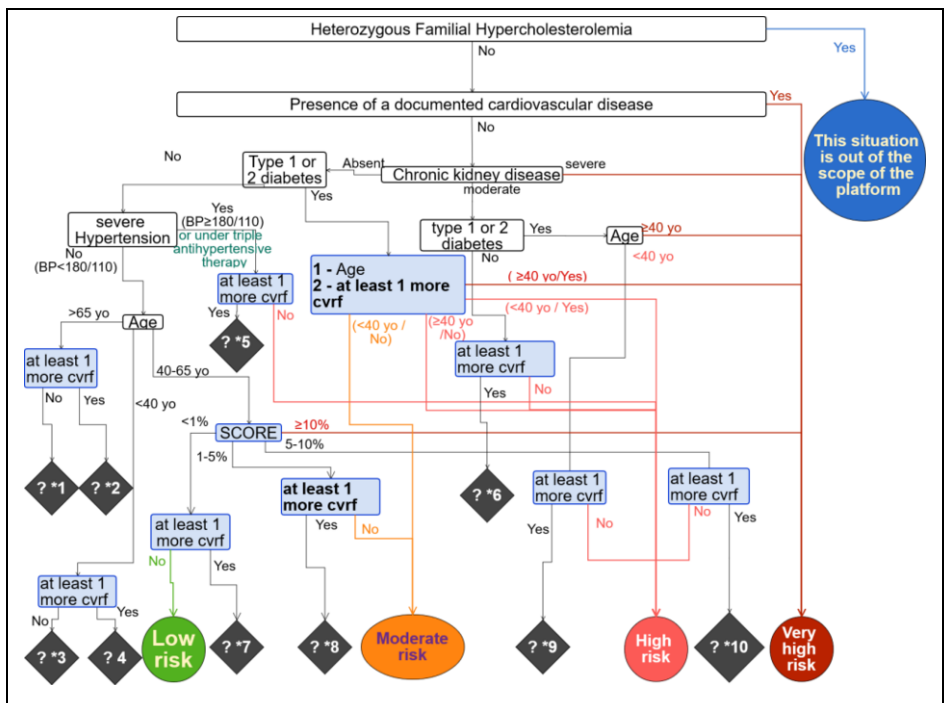 Heterozygous Familial Hypercholesterolemia
Yes
No
Presence of a documented cardiovascular disease
Yes
No
This situation
is out of the
scope of the
platform
No
Type 1 or
2 diabetes
Absent
Chronic kidney disease
severe
moderate
Yes
severe
Hypertension
Yes
(BP≥180/110)
or under triple
antihypertensive
therapy
type 1 or 2
diabetes
Yes
Age
≥40 yo
<40 yo
No
(BP<180/110)
No
1 - Age
2 - at least 1 more
cvrf
( ≥40 yo/Yes)
(<40 yo / Yes)
at least 1
more cvrf
Yes
No
(<40 yo /
No)
(≥40 yo
/No)
>65 yo
Age
? *5
at least 1
more cvrf
at least 1
more cvrf
40-65 yo
No
Yes
No
Yes
<40 yo
<1%
SCORE
≥10%
5-10%
1-5%
? *1
? *2
at least 1
more cvrf
? *6
at least 1
more cvrf
at least 1
more cvrf
at least 1
more cvrf
Yes
No
Yes
No
No
Yes
No
Yes
at least 1
more cvrf
No
Yes
? *3
? 4
Low
risk
? *7
? *8
Moderate
risk
? *9
High
risk
? *10
Very
high risk